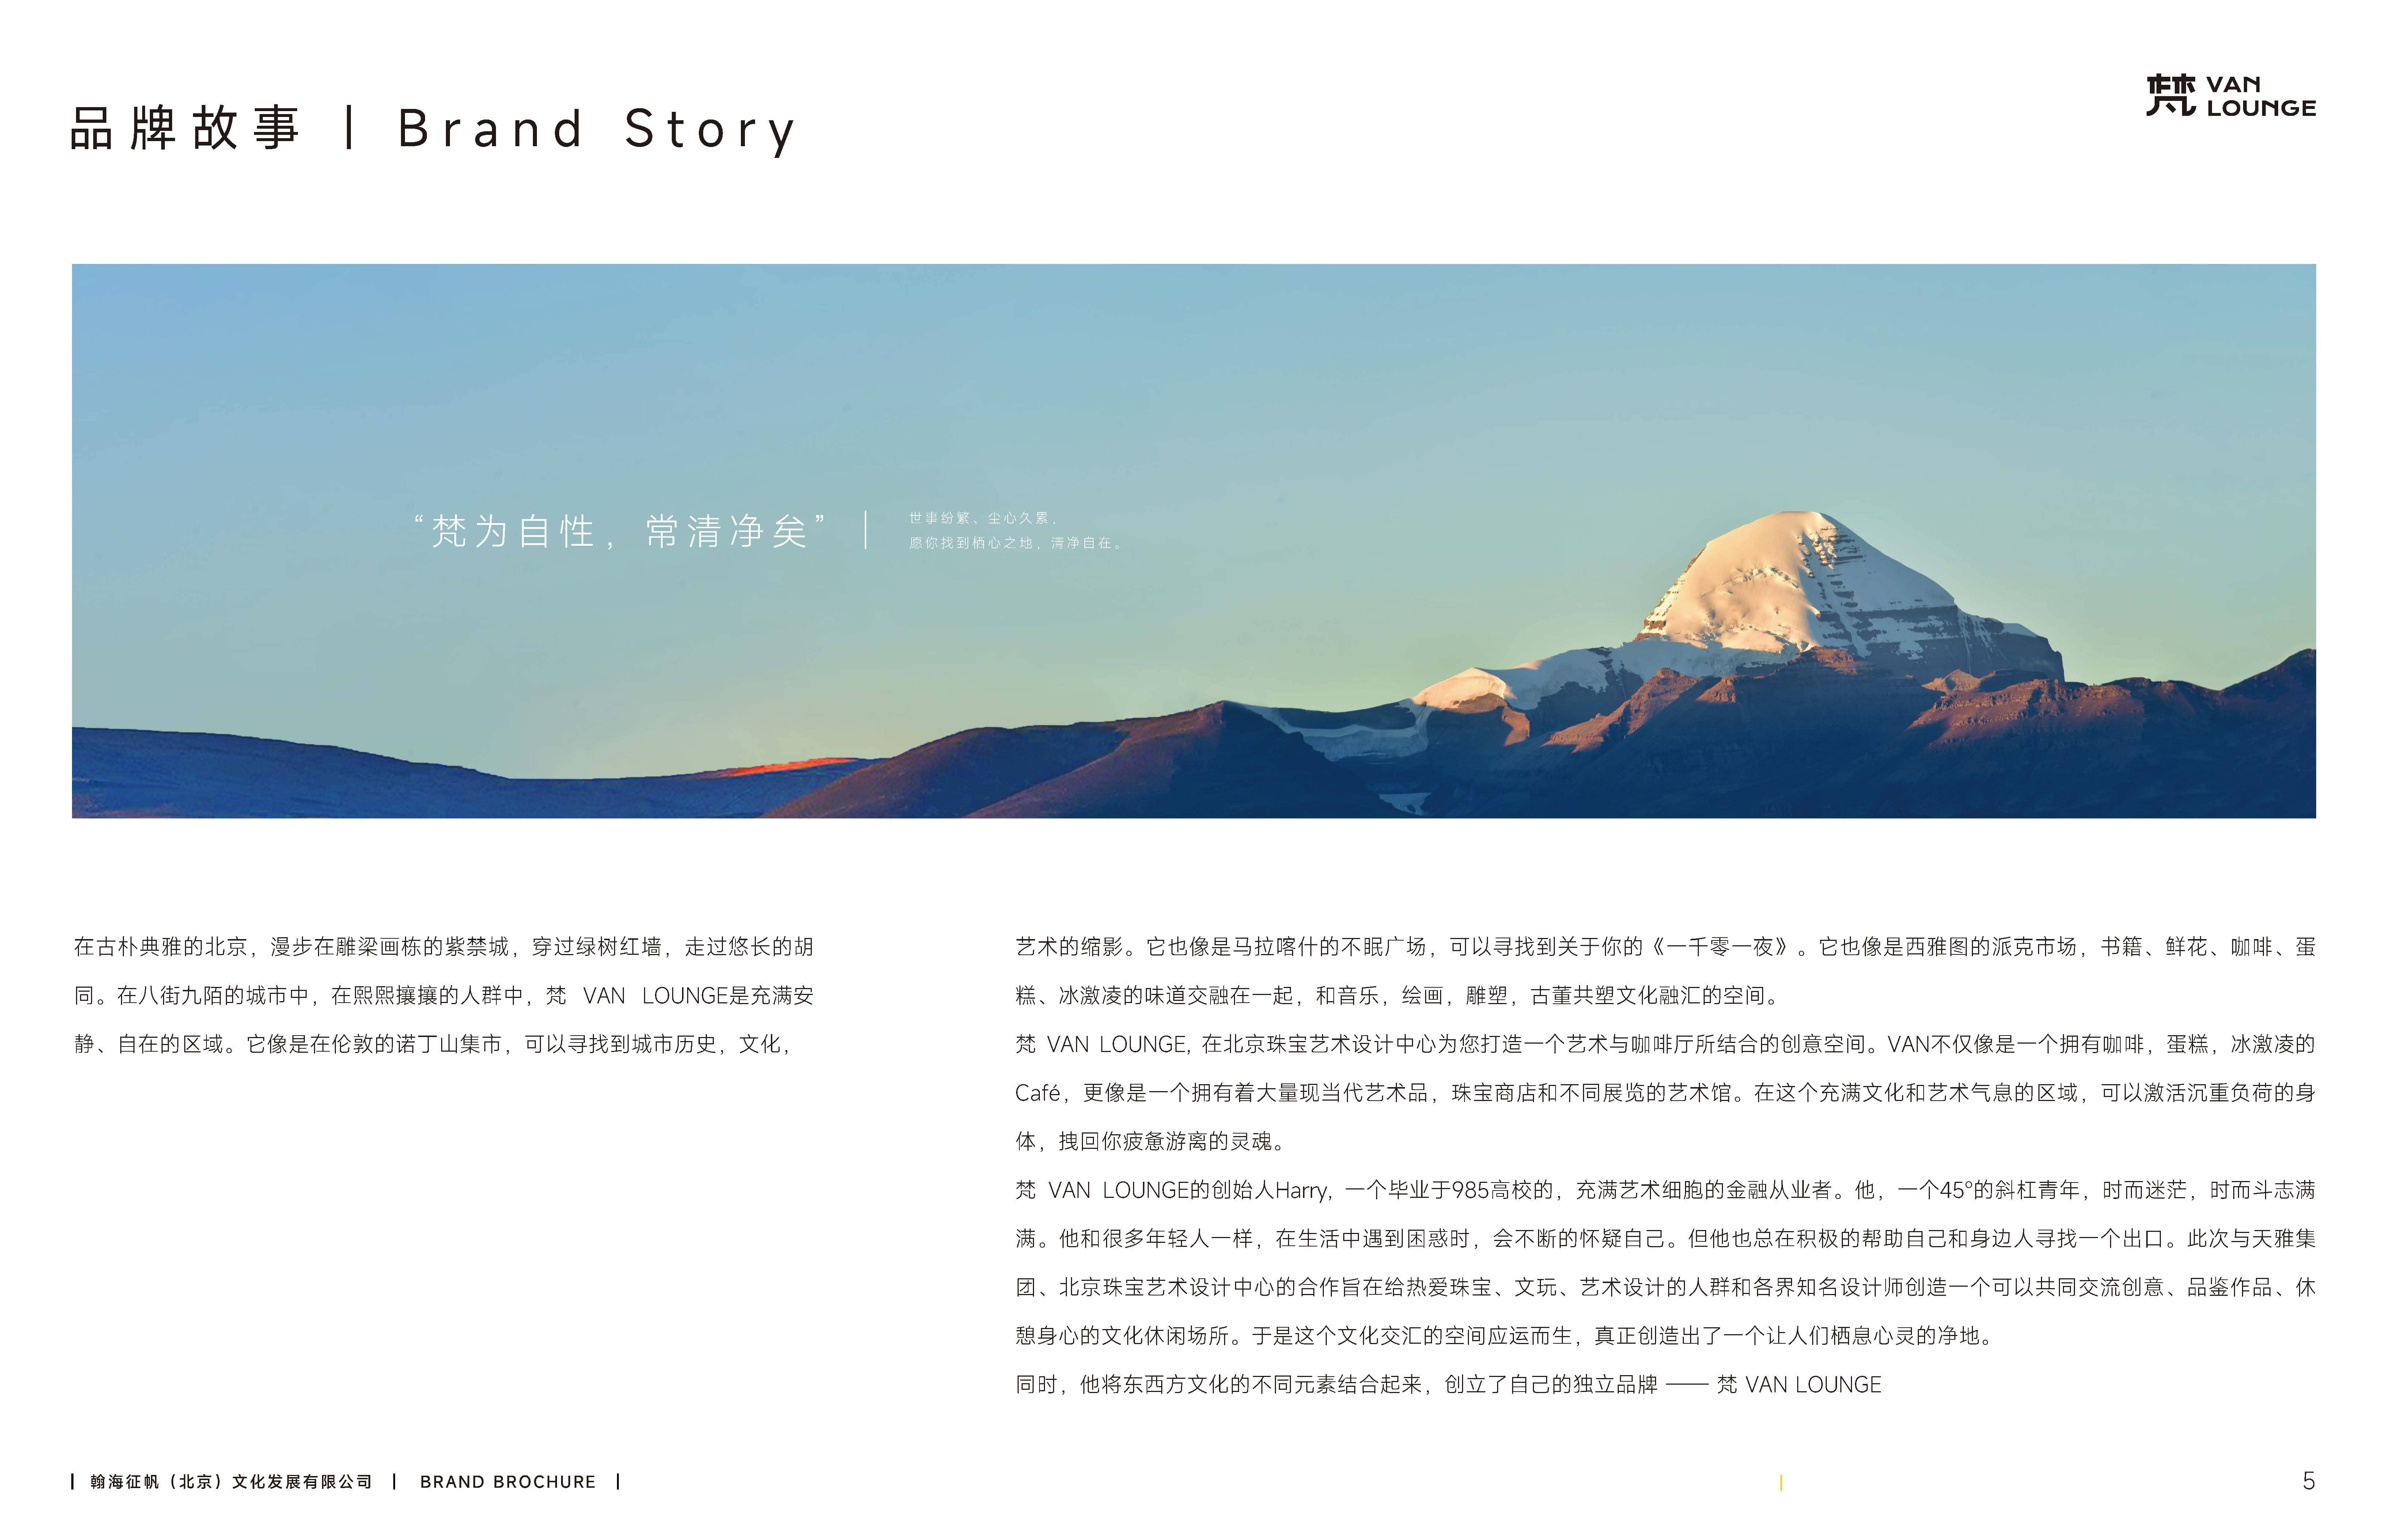 品牌故事 | Brand Story
梵 VAN
LOUNGE
“梵为自性，常清净矣” |
世事纷繁、尘心久累，
愿你找到栖心之地，清净自在。
在古朴典雅的北京，漫步在雕梁画栋的紫禁城，穿过绿树红墙，走过悠长的胡
同。在八街九陌的城市中，在熙熙攘攘的人群中，梵 VAN LOUNGE是充满安
静、自在的区域。它像是在伦敦的诺丁山集市，可以寻找到城市历史，文化，
艺术的缩影。它也像是马拉喀什的不眠广场，可以寻找到关于你的《一千零一夜》。它也像是西雅图的派克市场，书籍、鲜花、咖啡、蛋
糕、冰激凌的味道交融在一起，和音乐，绘画，雕塑，古董共塑文化融汇的空间。
梵 VAN LOUNGE, 在北京珠宝艺术设计中心为您打造一个艺术与咖啡厅所结合的创意空间。VAN不仅像是一个拥有咖啡，蛋糕，冰激凌的
Café，更像是一个拥有着大量现当代艺术品，珠宝商店和不同展览的艺术馆。在这个充满文化和艺术气息的区域，可以激活沉重负荷的身
体，拽回你疲惫游离的灵魂。
梵 VAN LOUNGE的创始人Harry, 一个毕业于985高校的，充满艺术细胞的金融从业者。他，一个45°的斜杠青年，时而迷茫，时而斗志满
满。他和很多年轻人一样，在生活中遇到困惑时，会不断的怀疑自己。但他也总在积极的帮助自己和身边人寻找一个出口。此次与天雅集
团、北京珠宝艺术设计中心的合作旨在给热爱珠宝、文玩、艺术设计的人群和各界知名设计师创造一个可以共同交流创意、品鉴作品、休
憩身心的文化休闲场所。于是这个文化交汇的空间应运而生，真正创造出了一个让人们栖息心灵的净地。
同时，他将东西方文化的不同元素结合起来，创立了自己的独立品牌 —— 梵 VAN LOUNGE
| 翰海征帆（北京）文化发展有限公司 | BRAND BROCHURE |
5